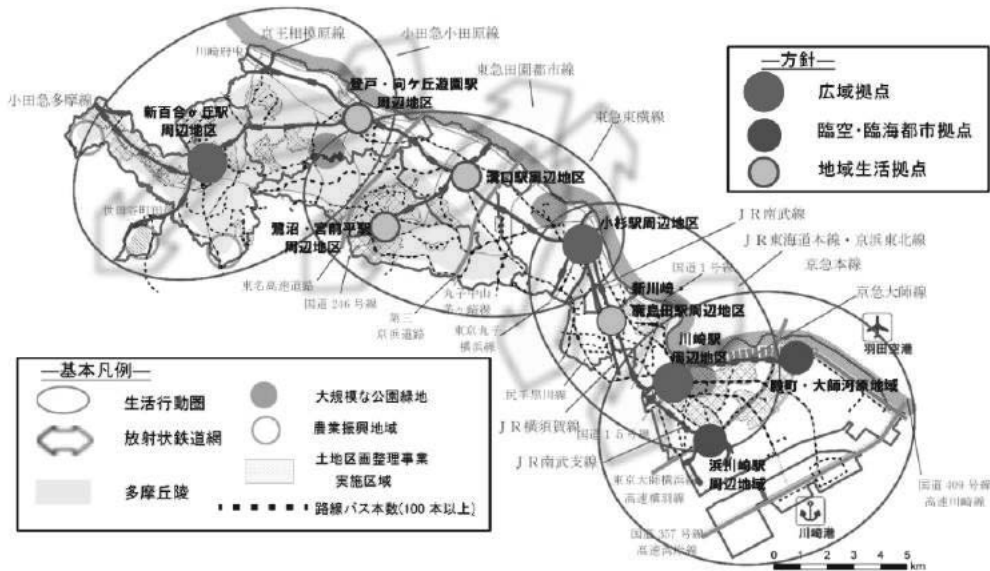 京王相模原線
小田急小田原線
川崎府中
東急田園都市線
小田急多摩線
登戸・向ケ丘遊園駅
周辺地区
新百合ヶ丘駅
周辺地区
東急東横線
溝口駅周辺地区
小杉駅周辺地区
世田谷町田
鷺沼・宮前平駅
周辺地区
東名高速道路
国道246号線
第三
京浜道路
丸子中山・
東京丸子
横浜線
JR南武線
JR東海道本線・京浜東北線
国道1号線
京急本線
新川崎・
鹿島田駅周辺地区
川崎駅
周辺地区
京急大師線
羽田空港
殿町・大師河原地域
尻手黒川線
JR横須賀線
国道15号線
JR南武支線
浜川崎駅
周辺地域
東京大師横浜線
高速横羽線
国道357号線
高速湾岸線
国道409号線
高速川崎線
川崎港
0 1 2 3 4 5
km
―方針―
広域拠点
臨空・臨海都市拠点
地域生活拠点
―基本凡例―
生活行動圏
放射状鉄道網
多摩丘陵
大規模な公園緑地
農業振興地域
土地区画整理事業
実施区域
路線バス本数(100本以上)